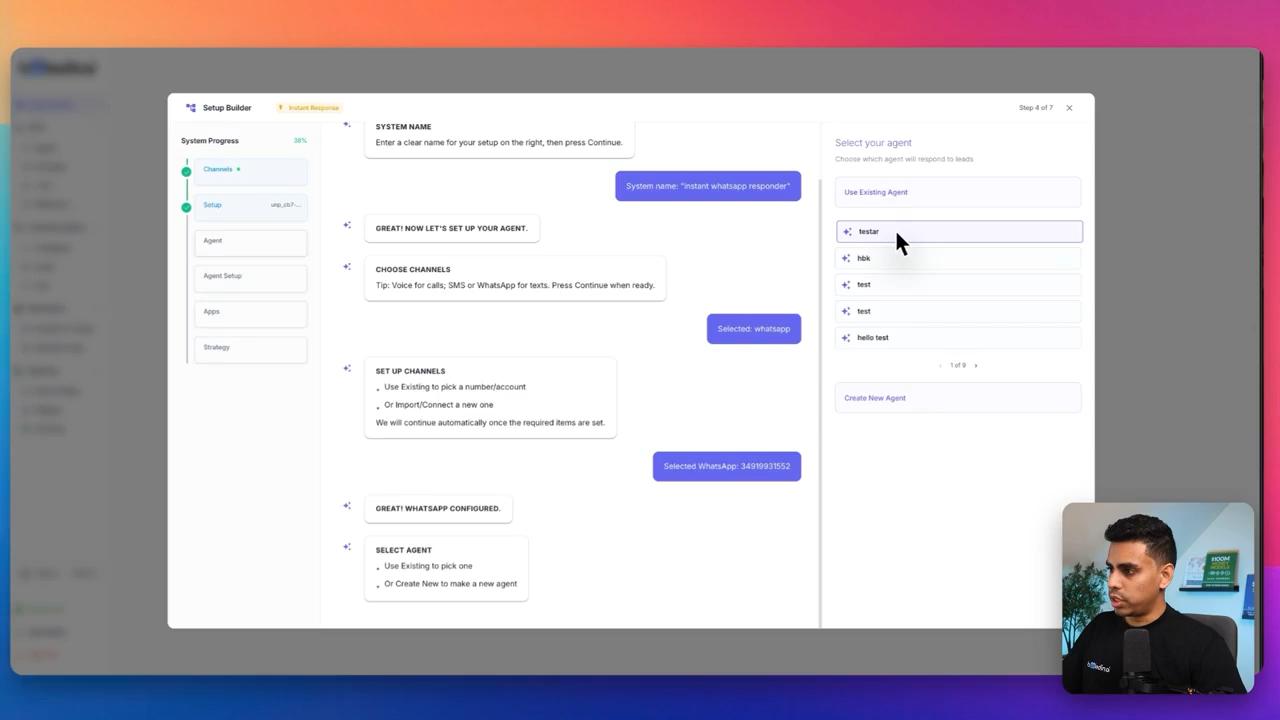 Setup Builder
Instant Response
Step 4 of 7
System Progress
38%
Channels
Setup
unp_cb7-...
Agent
Agent Setup
Apps
Strategy
SYSTEM NAME
Enter a clear name for your setup on the right, then press Continue.
System name: "instant whatsapp responder"
GREAT! NOW LET'S SET UP YOUR AGENT.
CHOOSE CHANNELS
Tip: Voice for calls; SMS or WhatsApp for texts. Press Continue when ready.
Selected: whatsapp
SET UP CHANNELS
Use Existing to pick a number/account
Or Import/Connect a new one
We will continue automatically once the required items are set.
Selected WhatsApp: 34919931552
GREAT! WHATSAPP CONFIGURED.
SELECT AGENT
Use Existing to pick one
Or Create New to make a new agent
Select your agent
Choose which agent will respond to leads
Use Existing Agent
testar
hbk
test
test
hello test
1 of 9
Create New Agent
$100M
MONEY
MODELS